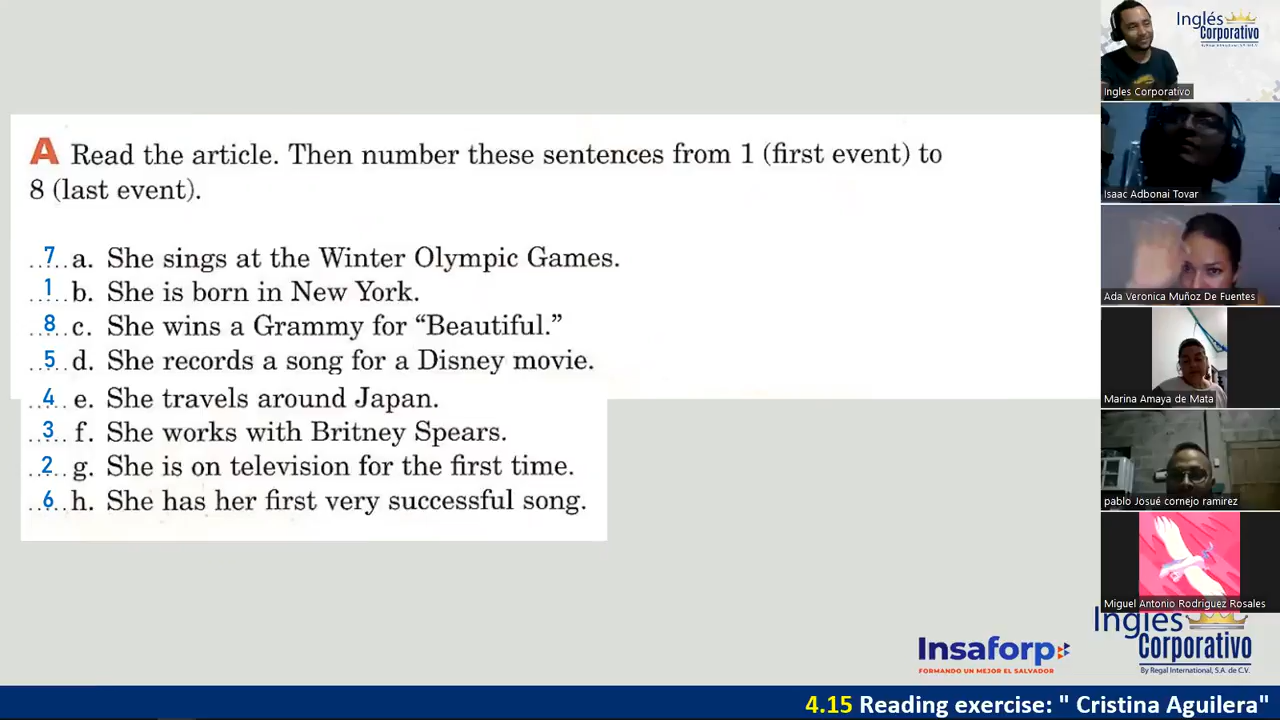 A Read the article. Then number these sentences from 1 (first event) to
8 (last event).
..7.. a. She sings at the Winter Olympic Games.
..1.. b. She is born in New York.
..8.. c. She wins a Grammy for “Beautiful.”
..5.. d. She records a song for a Disney movie.
..4.. e. She travels around Japan.
..3.. f. She works with Britney Spears.
..2.. g. She is on television for the first time.
..6.. h. She has her first very successful song.
Inglés
Corporativo
Ingles Corporativo
Isaac Adbonai Tovar
Ada Veronica Muñoz De Fuentes
Marina Amaya de Mata
pablo Josué cornejo ramirez
Miguel Antonio Rodriguez Rosales
Insaforp
FORMANDO UN MEJOR EL SALVADOR
Inglés
Corporativo
By Regal International, S.A. de C.V.
4.15 Reading exercise: " Cristina Aguilera"